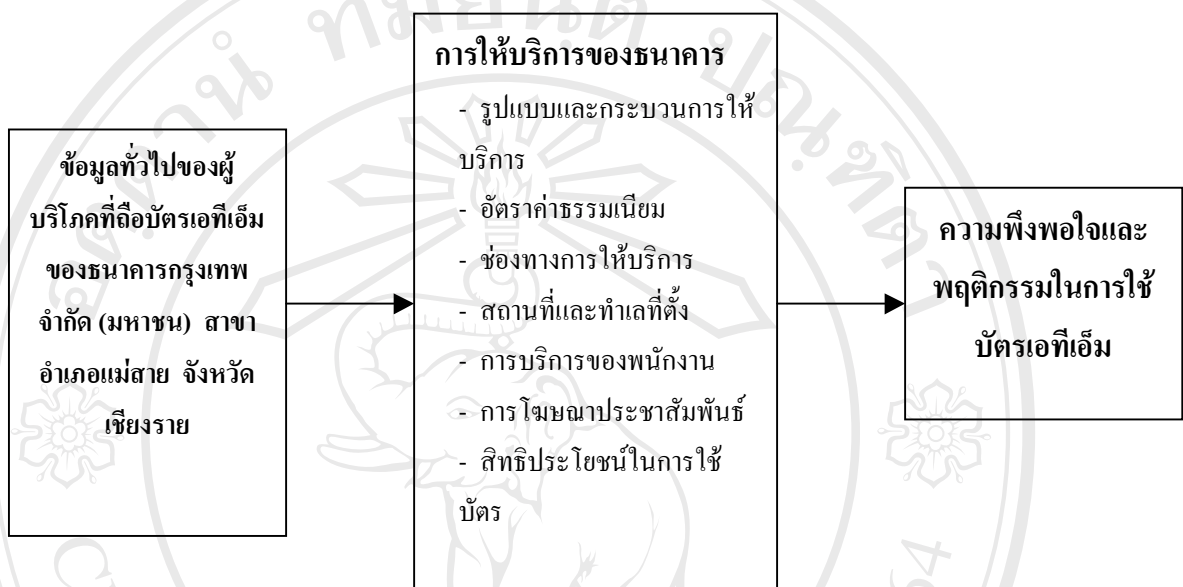 ข้อมูลทั่วไปของผู้
บริโภคที่ถือบัตรเอทีเอ็ม
ของธนาคารกรุงเทพ
จำกัด (มหาชน) สาขา
อำเภอแม่สาย จังหวัด
เชียงราย
การให้บริการของธนาคาร
- รูปแบบและกระบวนการให้
บริการ
- อัตราค่าธรรมเนียม
- ช่องทางการให้บริการ
- สถานที่และทำเลที่ตั้ง
- การบริการของพนักงาน
- การโฆษณาประชาสัมพันธ์
- สิทธิประโยชน์ในการใช้
บัตร
ความพึงพอใจและ
พฤติกรรมในการใช้
บัตรเอทีเอ็ม